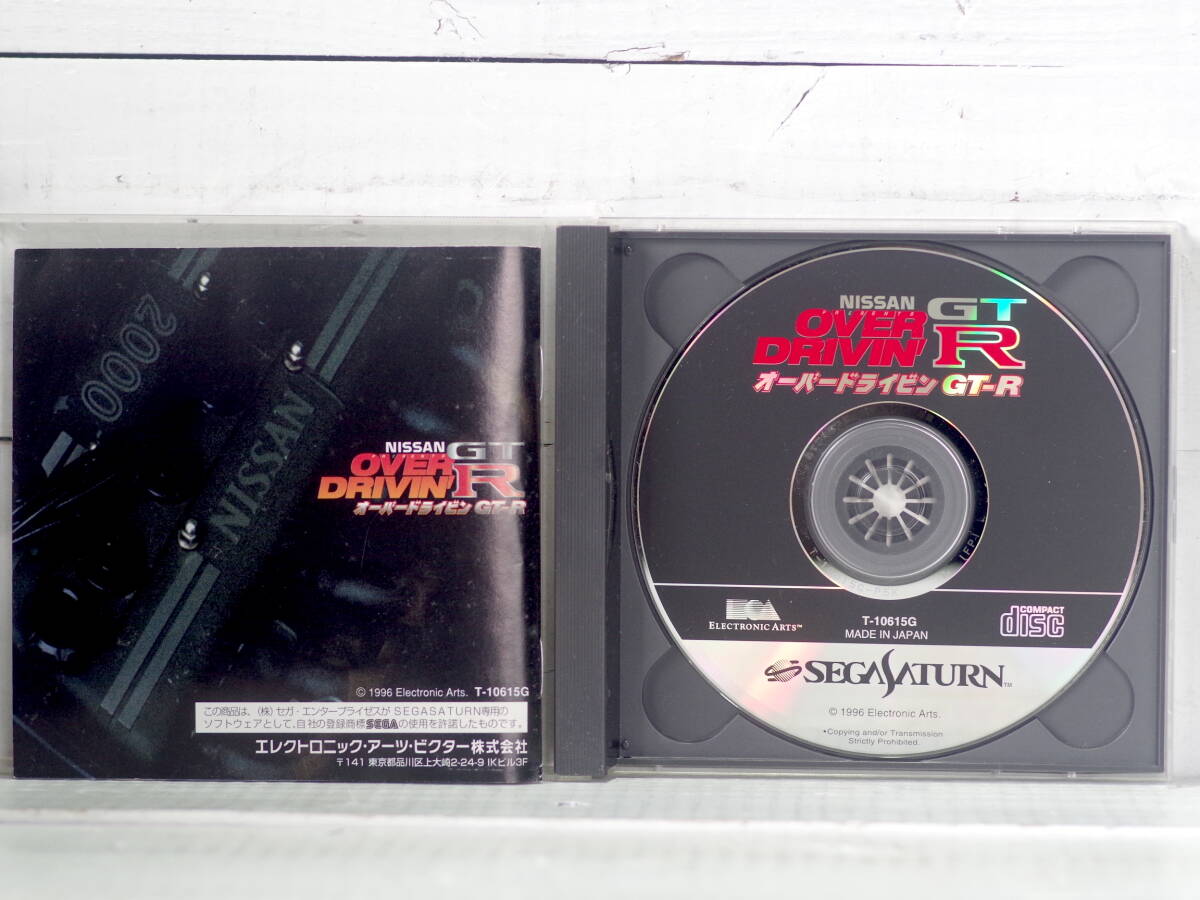 20000
NISSAN
NISSAN
PRESENTS
OVER
DRIVIN'
GT
R
オーバードライビン GT-R
© 1996 Electronic Arts. T-10615G
この商品は、(株)セガ・エンタープライゼスがSEGASATURN専用の
ソフトウェアとして、自社の登録商標SEGAの使用を許諾したものです。
エレクトロニック・アーツ・ビクター株式会社
〒141 東京都品川区上大崎2-24-9 IKビル3F
NISSAN
PRESENTS
OVER
DRIVIN'
GT
R
オーバードライビン GT-R
ELECTRONIC ARTS™
T-10615G
MADE IN JAPAN
COMPACT
disc
SEGASATURN™
© 1996 Electronic Arts.
•Copying and/or Transmission
Strictly Prohibited.